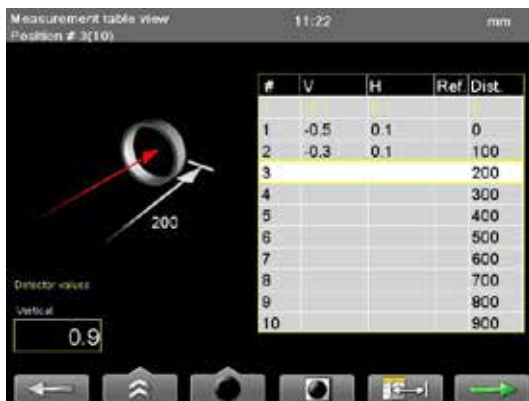 Measurement table view 11:22 mm
Position # 3(10)
# V H Ref. Dist.
1 -0.5 0.1 0
2 -0.3 0.1 100
3 200
4 300
5 400
6 500
7 600
8 700
9 800
10 900
200
Detector values
Vertical
0.9